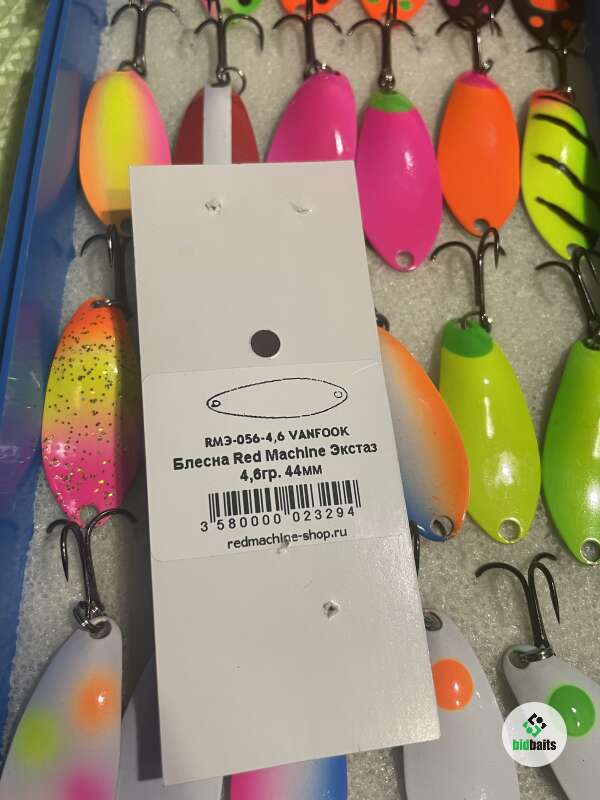 RMЭ-056-4,6 VANFOOK
Блесна Red Machine Экстаз
4,6гр. 44мм
3 580000 023294
redmachine-shop.ru
bidbaits